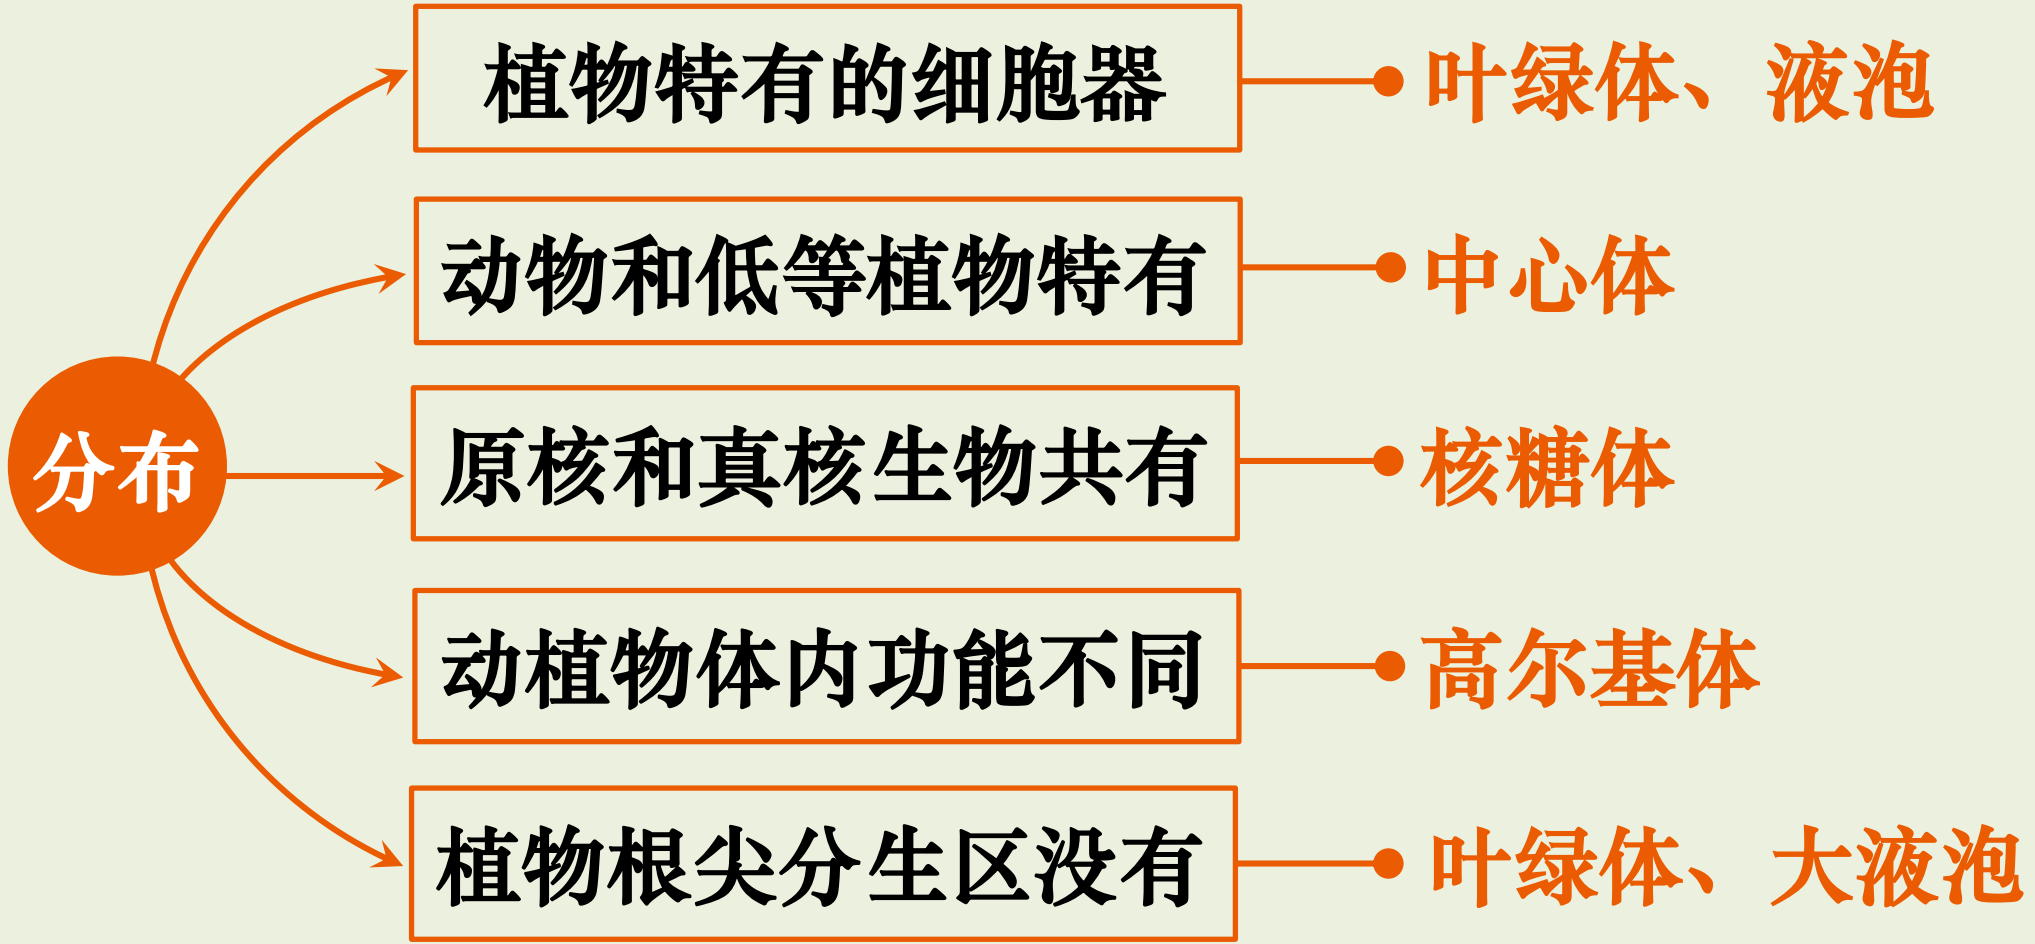 分布
植物特有的细胞器
叶绿体、液泡
动物和低等植物特有
中心体
原核和真核生物共有
核糖体
动植物体内功能不同
高尔基体
植物根尖分生区没有
叶绿体、大液泡